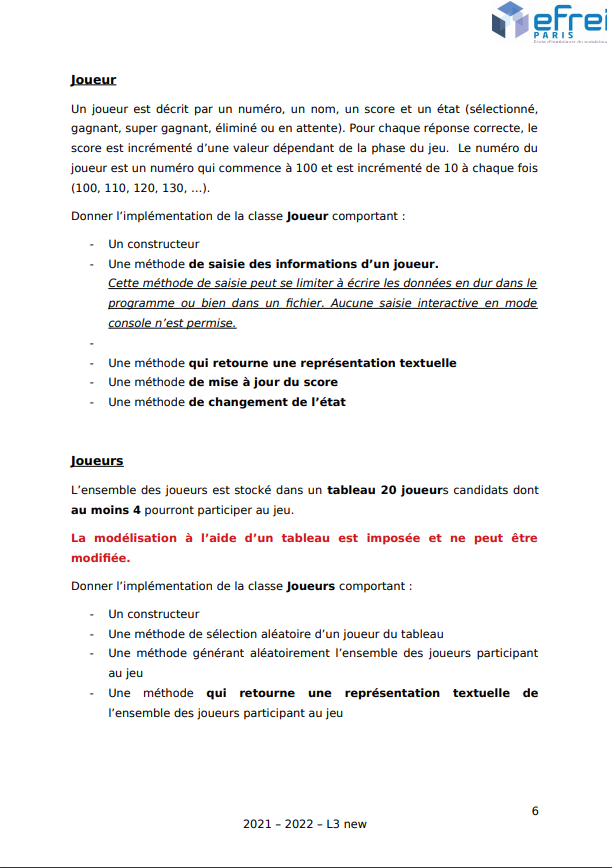 efrei
PARIS
Joueur
Un joueur est décrit par un numéro, un nom, un score et un état (sélectionné,
gagnant, super gagnant, éliminé ou en attente). Pour chaque réponse correcte, le
score est incrémenté d’une valeur dépendant de la phase du jeu. Le numéro du
joueur est un numéro qui commence à 100 et est incrémenté de 10 à chaque fois
(100, 110, 120, 130, …).
Donner l’implémentation de la classe Joueur comportant :
- Un constructeur
- Une méthode de saisie des informations d’un joueur.
Cette méthode de saisie peut se limiter à écrire les données en dur dans le
programme ou bien dans un fichier. Aucune saisie interactive en mode
console n’est permise.
-
- Une méthode qui retourne une représentation textuelle
- Une méthode de mise à jour du score
- Une méthode de changement de l’état
Joueurs
L’ensemble des joueurs est stocké dans un tableau 20 joueurs candidats dont
au moins 4 pourront participer au jeu.
La modélisation à l’aide d’un tableau est imposée et ne peut être
modifiée.
Donner l’implémentation de la classe Joueurs comportant :
- Un constructeur
- Une méthode de sélection aléatoire d’un joueur du tableau
- Une méthode générant aléatoirement l’ensemble des joueurs participant
au jeu
- Une méthode qui retourne une représentation textuelle de
l’ensemble des joueurs participant au jeu
6
2021 – 2022 – L3 new